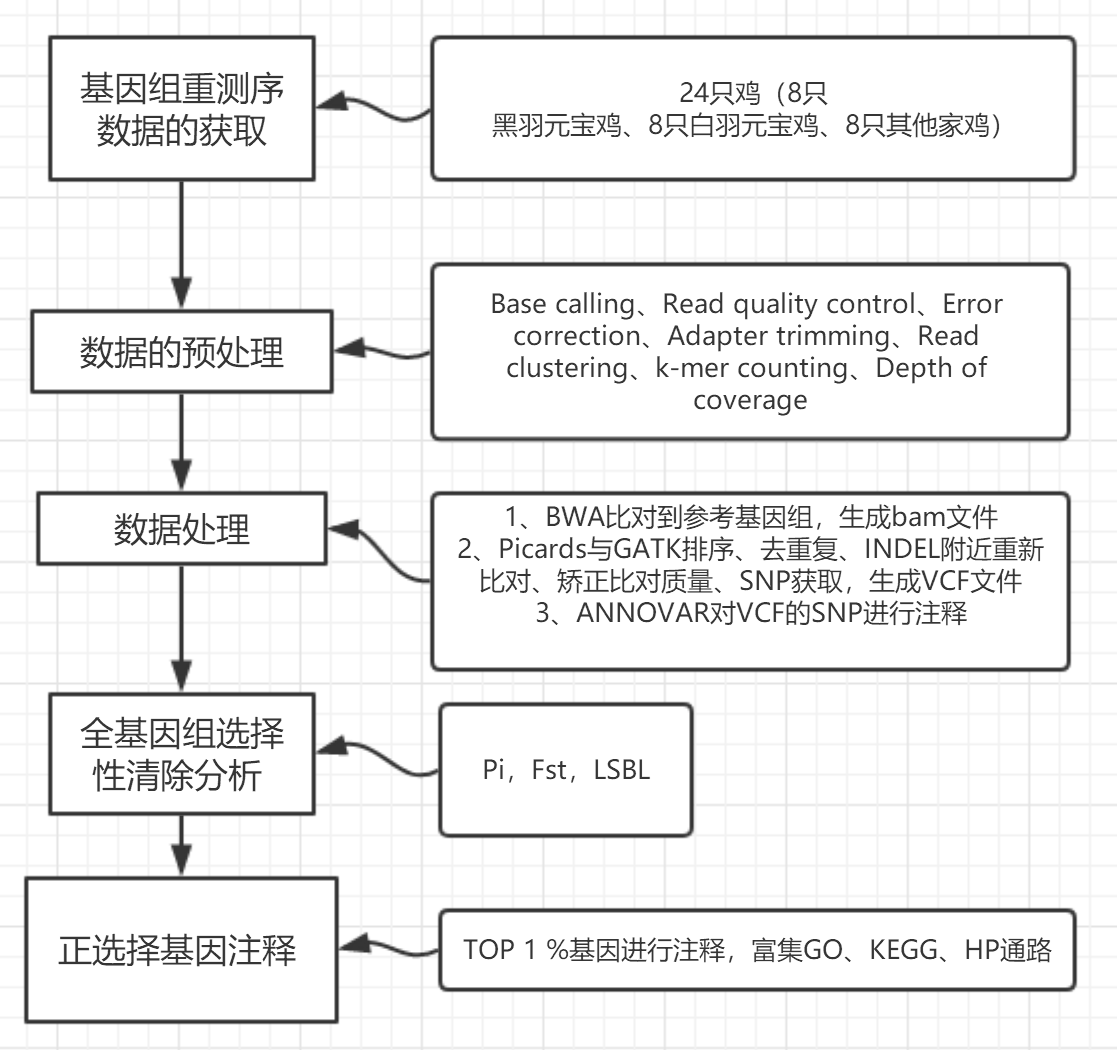 基因组重测序
数据的获取
24只鸡（8只
黑羽元宝鸡、8只白羽元宝鸡、8只其他家鸡）
数据的预处理
Base calling、Read quality control、Error
correction、Adapter trimming、Read
clustering、k-mer counting、Depth of
coverage
数据处理
1、BWA比对到参考基因组，生成bam文件
2、Picards与GATK排序、去重复、INDEL附近重新
比对、矫正比对质量、SNP获取，生成VCF文件
3、ANNOVAR对VCF的SNP进行注释
全基因组选择
性清除分析
Pi，Fst，LSBL
正选择基因注释
TOP 1 %基因进行注释，富集GO、KEGG、HP通路